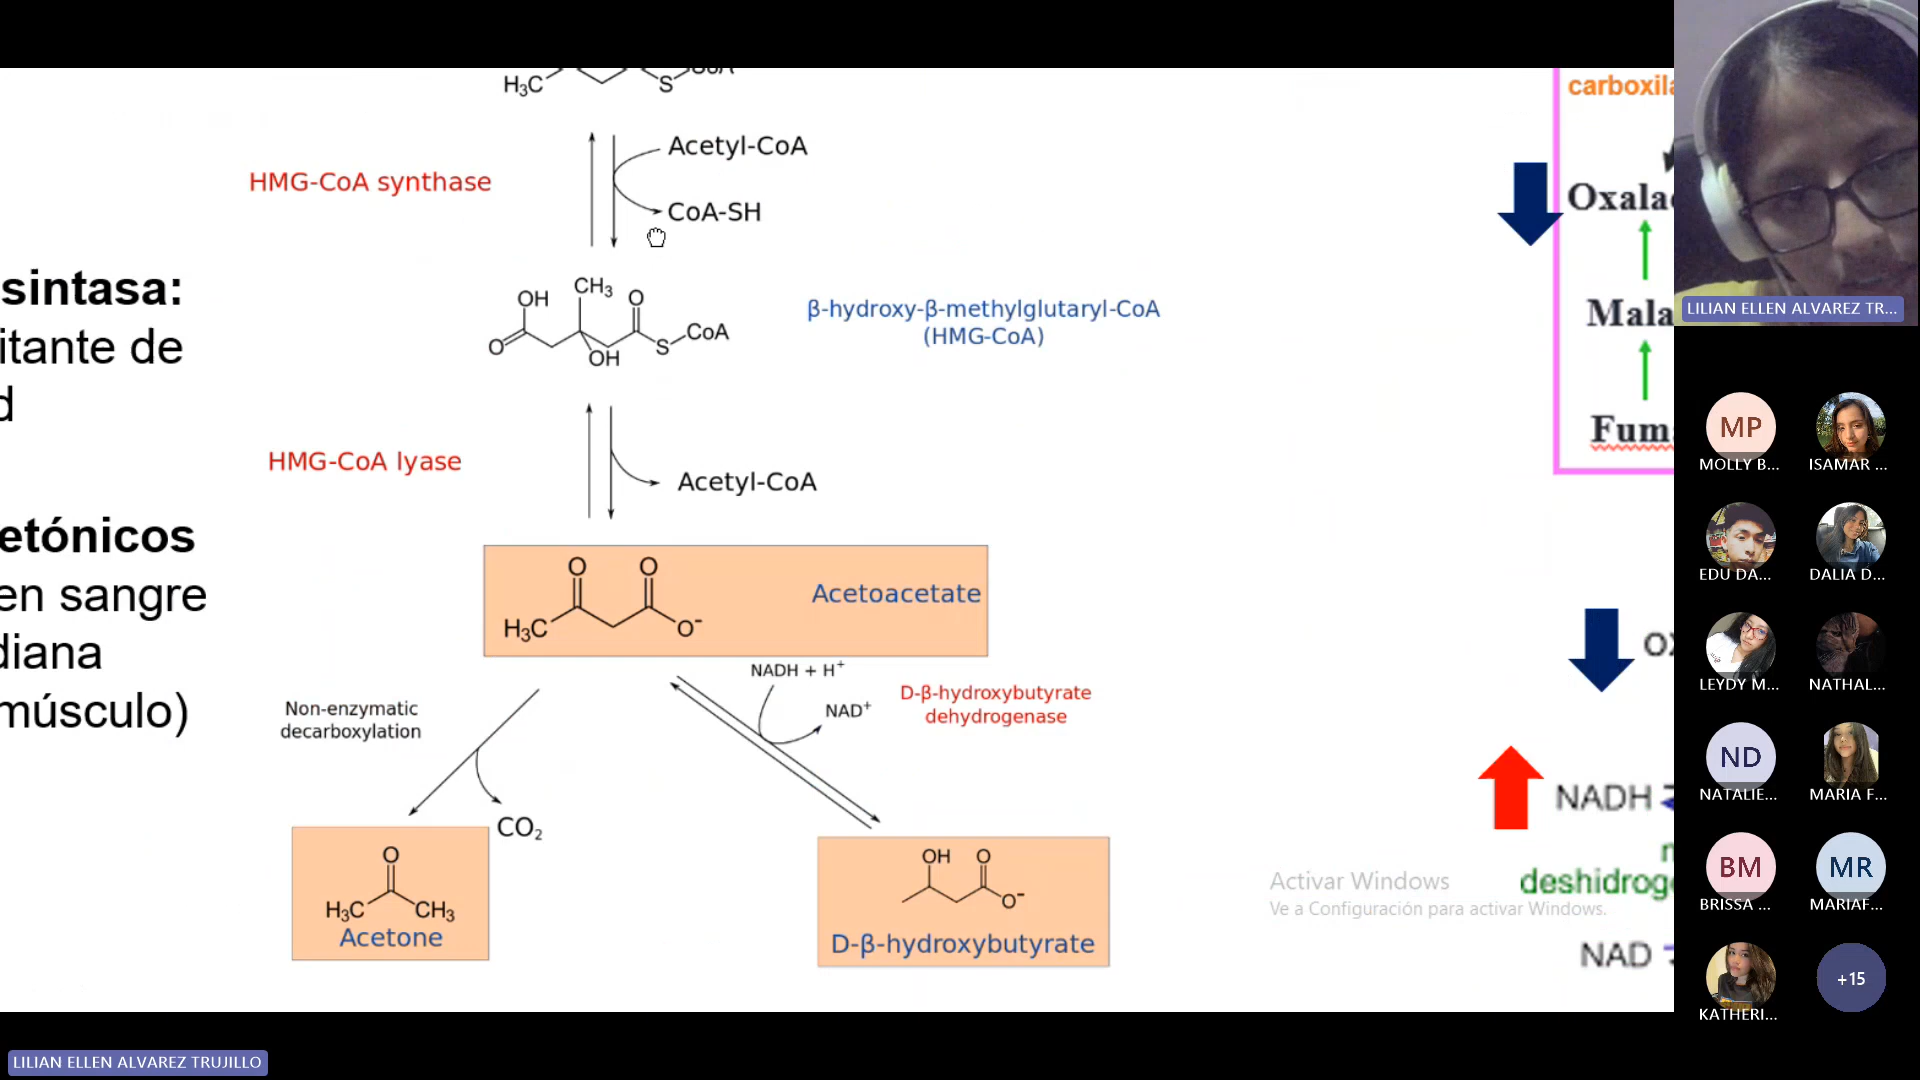 H₃C
S
CoA
Acetyl-CoA
HMG-CoA synthase
CoA-SH
sintasa:
itante de
d
OH
CH₃
O
O
OH
S
CoA
β-hydroxy-β-methylglutaryl-CoA
(HMG-CoA)
HMG-CoA lyase
Acetyl-CoA
etónicos
en sangre
diana
músculo)
O
O
H₃C
O⁻
Acetoacetate
NADH + H⁺
NAD⁺
D-β-hydroxybutyrate
dehydrogenase
Non-enzymatic
decarboxylation
CO₂
O
H₃C
CH₃
Acetone
OH
O
O⁻
D-β-hydroxybutyrate
carboxila
Oxalac
Mala
Fuma
OX
NADH
deshidrog
NAD
Activar Windows
Ve a Configuración para activar Windows.
LILIAN ELLEN ALVAREZ TR...
MP
MOLLY B...
ISAMAR ...
EDU DA...
DALIA D...
LEYDY M...
NATHAL...
ND
NATALIE...
MARIA F...
BM
BRISSA ...
MR
MARIAF...
KATHERI...
+15
LILIAN ELLEN ALVAREZ TRUJILLO